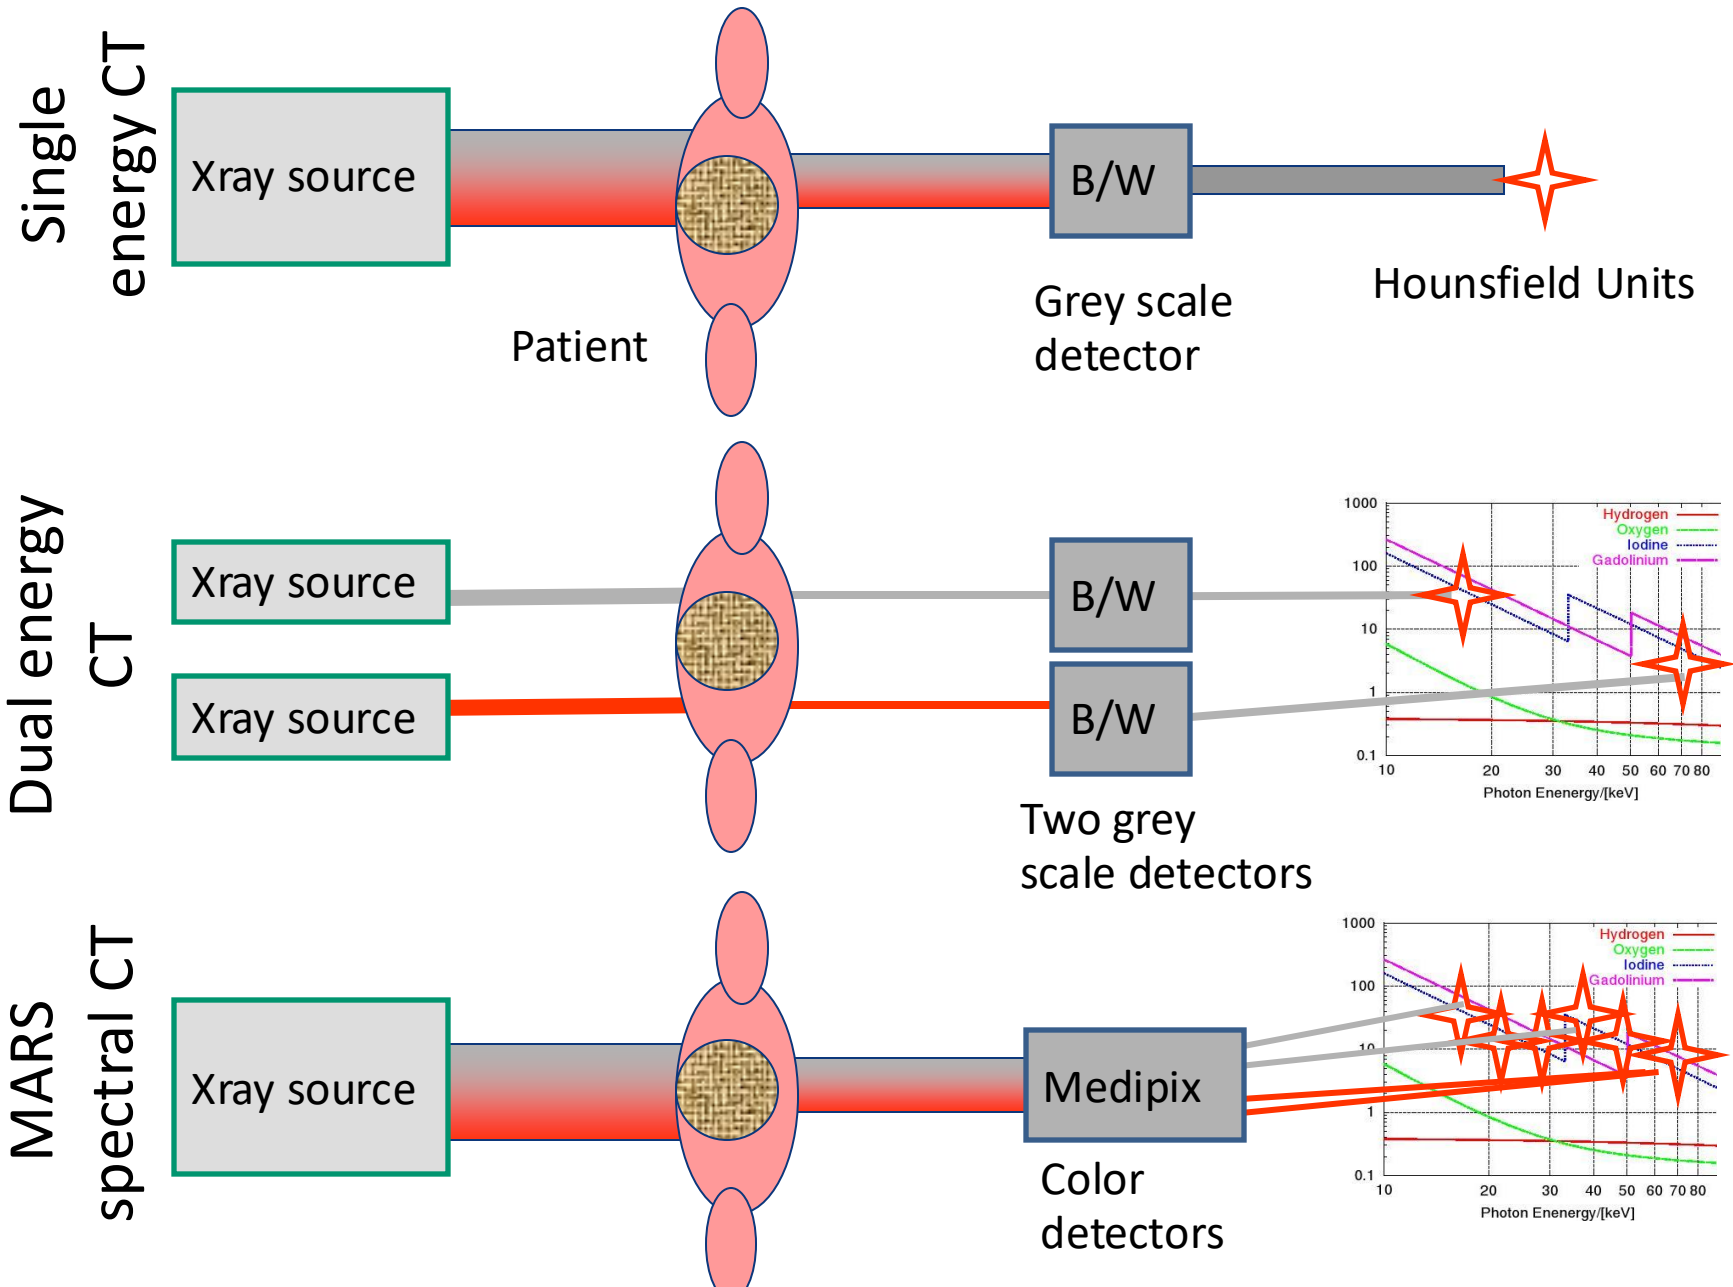 Single
energy CT
Xray source
Patient
B/W
Grey scale
detector
Hounsfield Units
Dual energy
CT
Xray source
Xray source
B/W
B/W
Two grey
scale detectors
1000
100
10
1
0.1
Hydrogen
Oxygen
Iodine
Gadolinium
10 20 30 40 50 60 70 80
Photon Enenergy/[keV]
MARS
spectral CT
Xray source
Medipix
Color
detectors
1000
100
10
1
0.1
Hydrogen
Oxygen
Iodine
Gadolinium
10 20 30 40 50 60 70 80
Photon Enenergy/[keV]